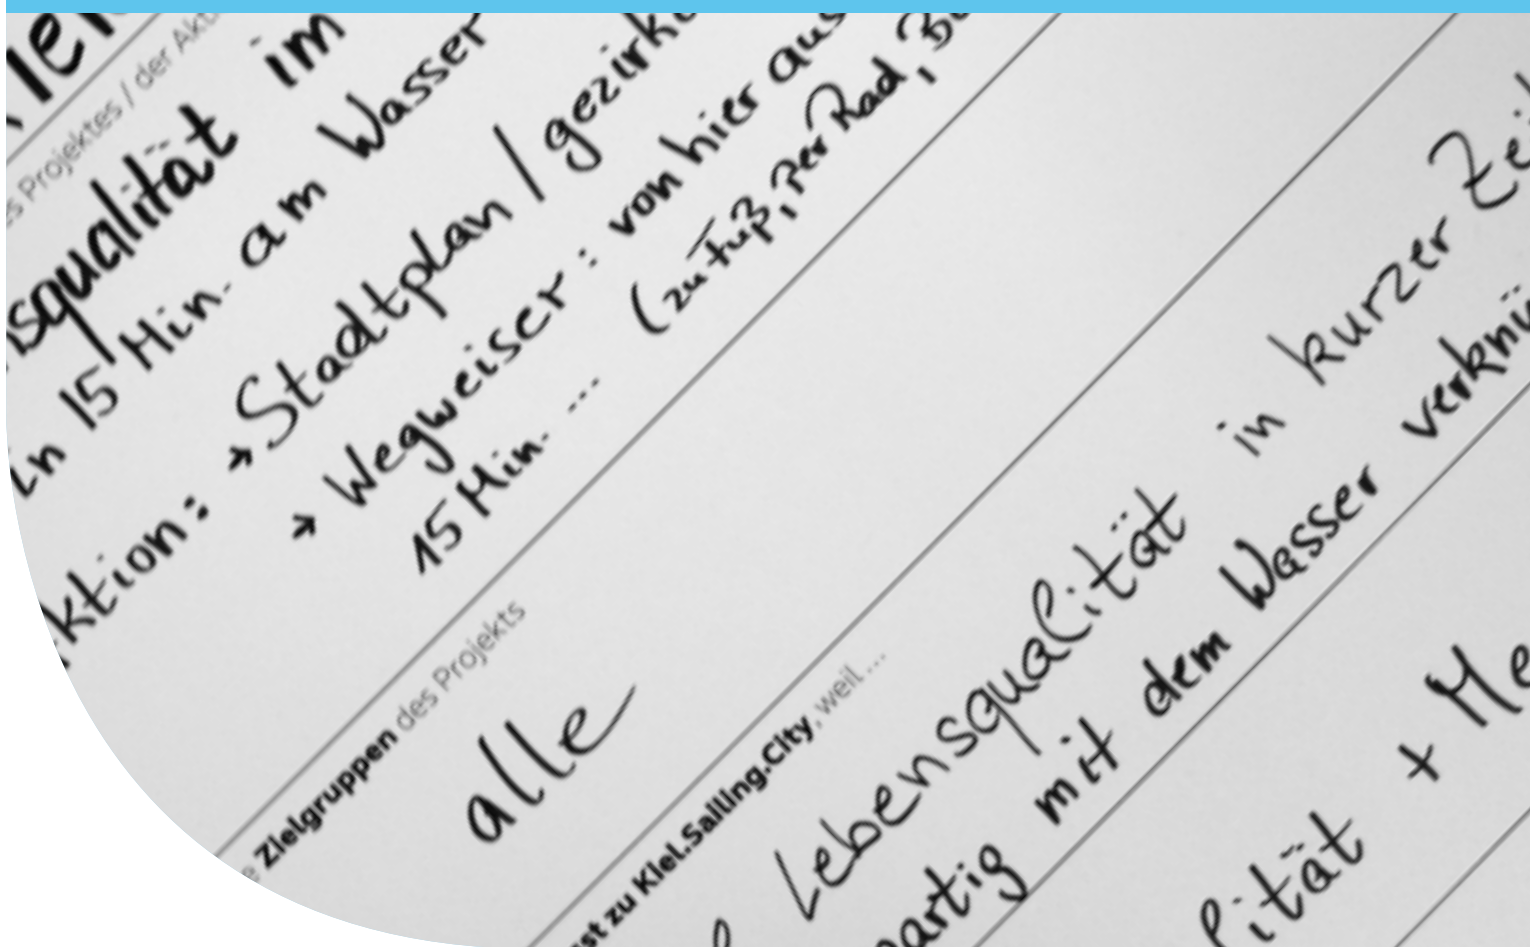 s Projektes / der Akt
squalität im
In 15 Min. am Wasser
ktion: → Stadtplan / gezirk
→ Wegweiser: von hier aus
15 Min. ... (zu Fuß, per Rad, Bu
Zielgruppen des Projekts
alle
st zu Kiel.Sailing.City, weil ...
Lebensqualität in kurzer Zei
artig mit dem Wasser verknü
lität + Me